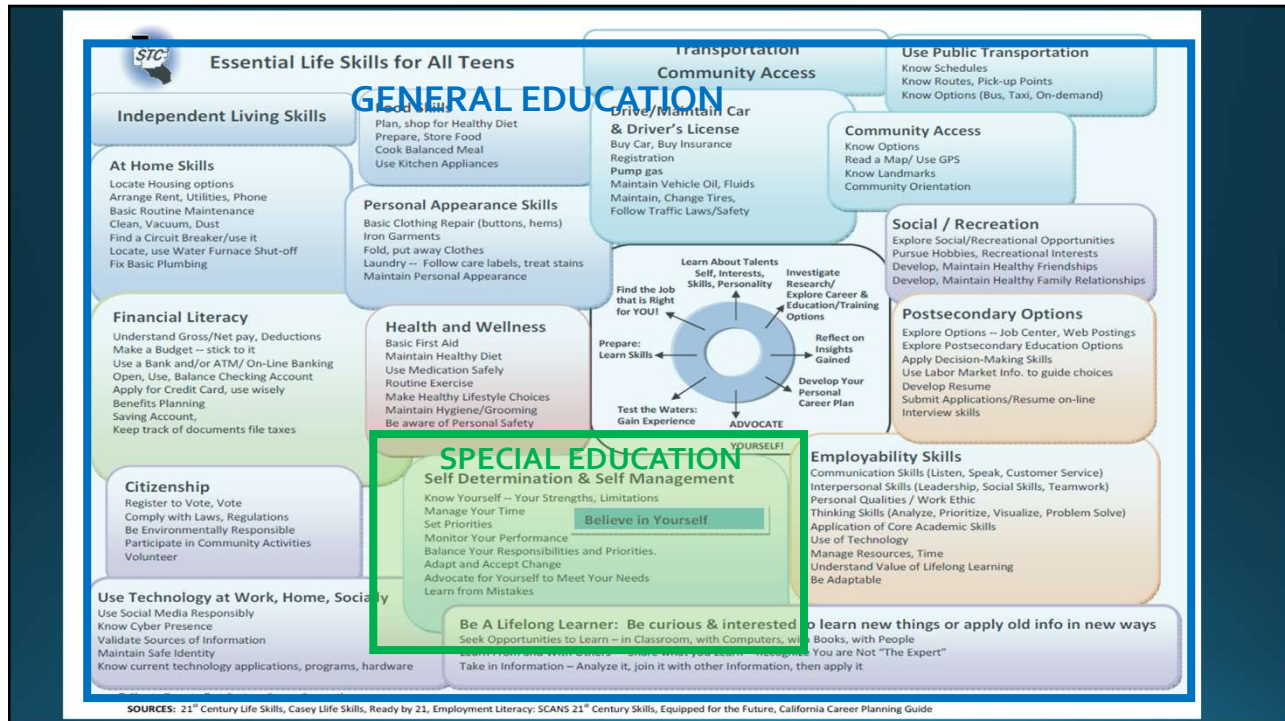 STC
Essential Life Skills for All Teens
GENERAL EDUCATION
Independent Living Skills
At Home Skills
Locate Housing options
Arrange Rent, Utilities, Phone
Basic Routine Maintenance
Clean, Vacuum, Dust
Find a Circuit Breaker/use it
Locate, use Water Furnace Shut-off
Fix Basic Plumbing
Food Skills
Plan, shop for Healthy Diet
Prepare, Store Food
Cook Balanced Meal
Use Kitchen Appliances
Personal Appearance Skills
Basic Clothing Repair (buttons, hems)
Iron Garments
Fold, put away Clothes
Laundry -- Follow care labels, treat stains
Maintain Personal Appearance
Transportation
Community Access
Drive/Maintain Car
& Driver's License
Buy Car, Buy Insurance
Registration
Pump gas
Maintain Vehicle Oil, Fluids
Maintain, Change Tires,
Follow Traffic Laws/Safety
Use Public Transportation
Know Schedules
Know Routes, Pick-up Points
Know Options (Bus, Taxi, On-demand)
Community Access
Know Options
Read a Map/ Use GPS
Know Landmarks
Community Orientation
Social / Recreation
Explore Social/Recreational Opportunities
Pursue Hobbies, Recreational Interests
Develop, Maintain Healthy Friendships
Develop, Maintain Healthy Family Relationships
Financial Literacy
Understand Gross/Net pay, Deductions
Make a Budget -- stick to it
Use a Bank and/or ATM/ On-Line Banking
Open, Use, Balance Checking Account
Apply for Credit Card, use wisely
Benefits Planning
Saving Account,
Keep track of documents file taxes
Health and Wellness
Basic First Aid
Maintain Healthy Diet
Use Medication Safely
Routine Exercise
Make Healthy Lifestyle Choices
Maintain Hygiene/Grooming
Be aware of Personal Safety
Learn About Talents
Self, Interests,
Skills, Personality
Investigate
Research/
Explore Career &
Education/Training
Options
Reflect on
Insights
Gained
Develop Your
Personal
Career Plan
ADVOCATE
YOURSELF!
Test the Waters:
Gain Experience
Prepare:
Learn Skills
Find the Job
that is Right
for YOU!
Postsecondary Options
Explore Options -- Job Center, Web Postings
Explore Postsecondary Education Options
Apply Decision-Making Skills
Use Labor Market Info. to guide choices
Develop Resume
Submit Applications/Resume on-line
Interview skills
Citizenship
Register to Vote, Vote
Comply with Laws, Regulations
Be Environmentally Responsible
Participate in Community Activities
Volunteer
SPECIAL EDUCATION
Self Determination & Self Management
Know Yourself -- Your Strengths, Limitations
Manage Your Time
Set Priorities
Monitor Your Performance
Balance Your Responsibilities and Priorities.
Adapt and Accept Change
Advocate for Yourself to Meet Your Needs
Learn from Mistakes
Believe in Yourself
Employability Skills
Communication Skills (Listen, Speak, Customer Service)
Interpersonal Skills (Leadership, Social Skills, Teamwork)
Personal Qualities / Work Ethic
Thinking Skills (Analyze, Prioritize, Visualize, Problem Solve)
Application of Core Academic Skills
Use of Technology
Manage Resources, Time
Understand Value of Lifelong Learning
Be Adaptable
Use Technology at Work, Home, Socially
Use Social Media Responsibly
Know Cyber Presence
Validate Sources of Information
Maintain Safe Identity
Know current technology applications, programs, hardware
Be A Lifelong Learner: Be curious & interested to learn new things or apply old info in new ways
Seek Opportunities to Learn – in Classroom, with Computers, with Books, with People
Learn From and With Others -- Share what you Learn – Recognize You are Not "The Expert"
Take in Information – Analyze it, join it with other Information, then apply it
SOURCES: 21st Century Life Skills, Casey Llife Skills, Ready by 21, Employment Literacy: SCANS 21st Century Skills, Equipped for the Future, California Career Planning Guide